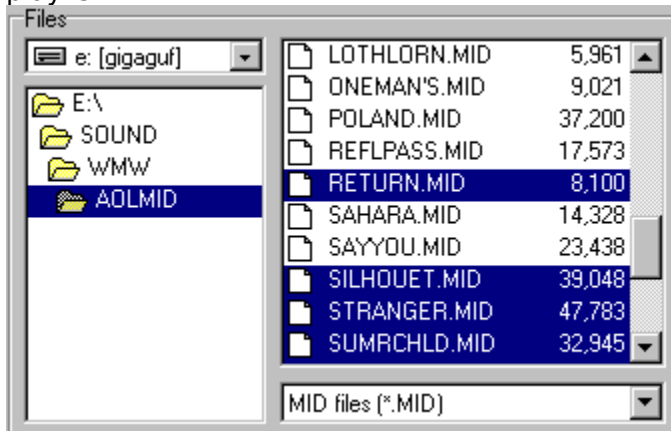 Files
e: [gigaguf]
E:\
SOUND
WMW
AOLMID
LOTHLORN.MID 5,961
ONEMAN'S.MID 9,021
POLAND.MID 37,200
REFLPASS.MID 17,573
RETURN.MID 8,100
SAHARA.MID 14,328
SAYYOU.MID 23,438
SILHOUET.MID 39,048
STRANGER.MID 47,783
SUMRCHLD.MID 32,945
MID files (*.MID)